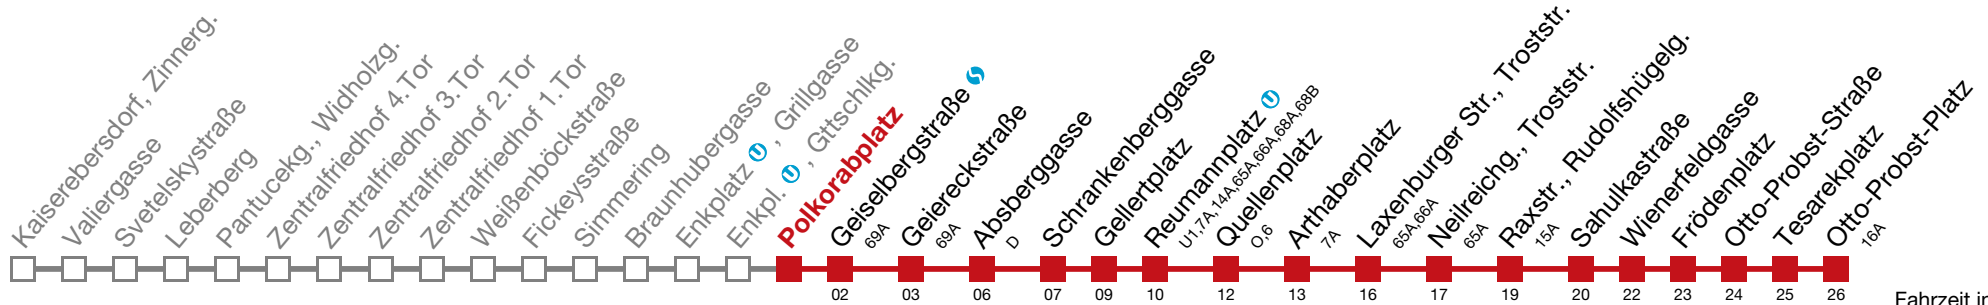 Kaiserebersdorf, Zinnerg.
Valiergasse
Svetelskystraße
Leberberg
Pantucekg., Widholzg.
Zentralfriedhof 4.Tor
Zentralfriedhof 3.Tor
Zentralfriedhof 2.Tor
Zentralfriedhof 1.Tor
Weißenböckstraße
Fickeysstraße
Simmering
Braunhubergasse
Enkplatz U , Grillgasse
Enkpl. U , Gttschlkg.
Polkorabplatz
Geiselbergstraße
69A
Geiereckstraße
69A
Absberggasse
D
Schrankenberggasse
Gellertplatz
Reumannplatz U
U1,7A,14A,65A,66A,68A,68B
Quellenplatz
O,6
Arthaberplatz
7A
Laxenburger Str., Troststr.
65A,66A
Neilreichg., Troststr.
65A
Raxstr., Rudolfshügelg.
15A
Sahulkastraße
Wienerfeldgasse
Frödenplatz
Otto-Probst-Straße
Tesarekplatz
Otto-Probst-Platz
16A
02 03 06 07 09 10 12 13 16 17 19 20 22 23 24 25 26
Fahrzeit in